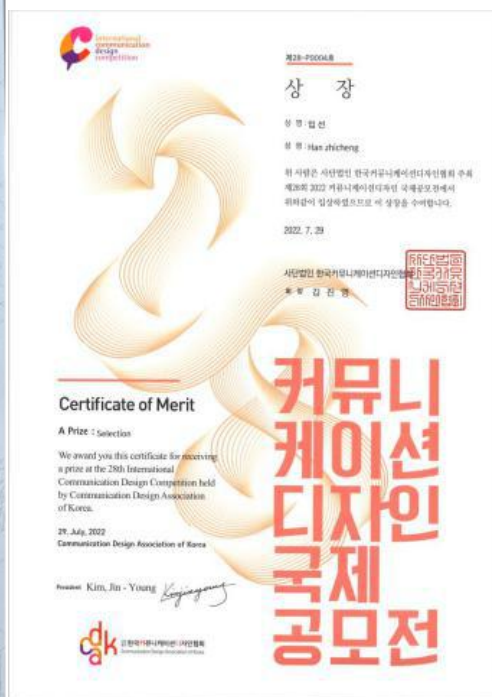 international
communication
design
competition
제28-P0004호
상 장
상 명 : 입선
성 명 : Han zhicheng
위 사람은 사단법인 한국커뮤니케이션디자인협회 주최
제28회 2022 커뮤니케이션디자인 국제공모전에서
위와같이 입상하였으므로 이 상장을 수여합니다.
2022. 7. 29
사단법인 한국커뮤니케이션디자인협회
회 장 김 진 영
Certificate of Merit
A Prize : Selection
We award you this certificate for receiving
a prize at the 28th International
Communication Design Competition held
by Communication Design Association
of Korea.
29. July, 2022
Communication Design Association of Korea
President Kim, Jin - Young
커뮤니
케이션
디자인
국제
공모전
cdak
한국커뮤니케이션디자인협회
Communication Design Association of Korea